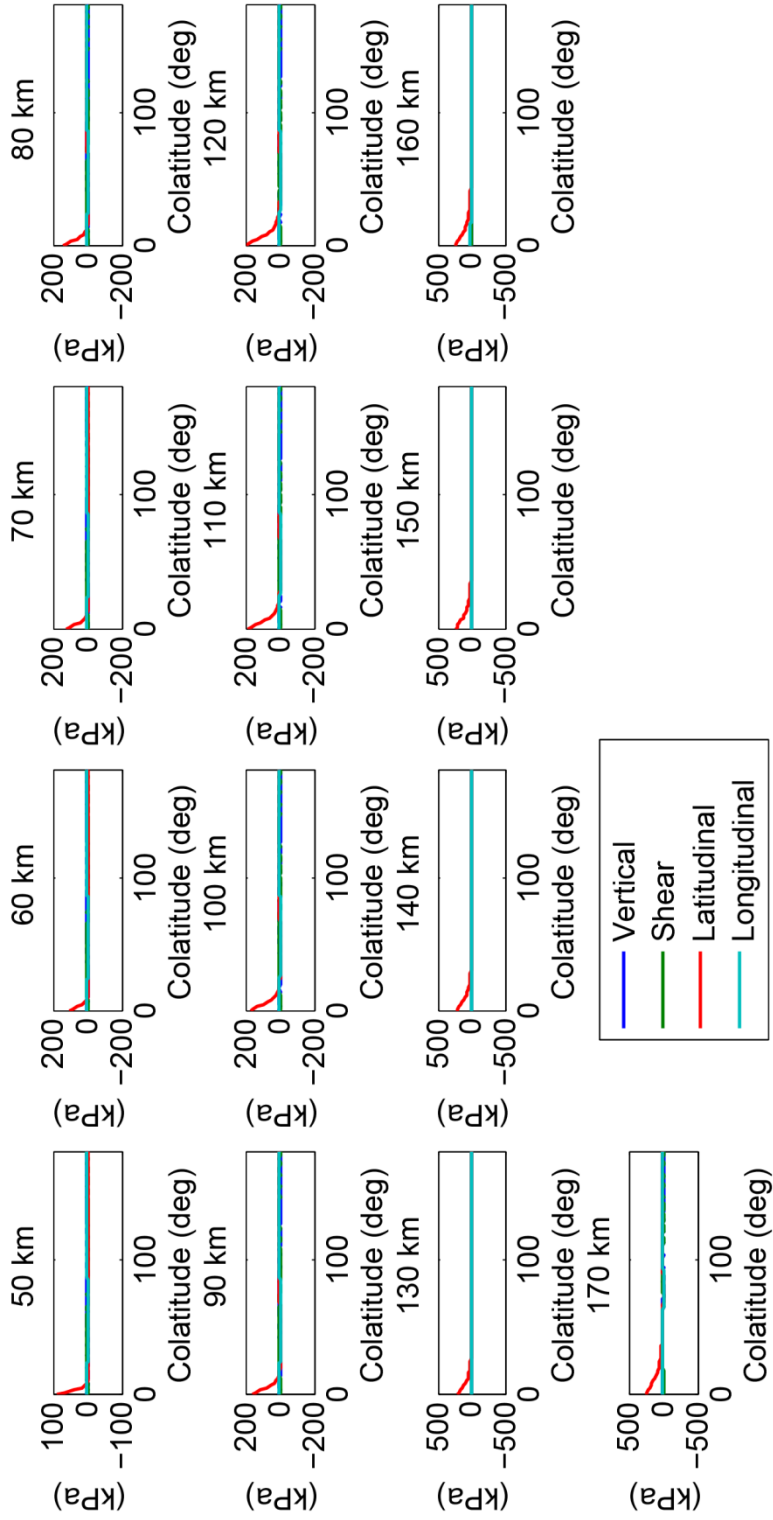 50 km
(kPa)
100
0
−100
0
100
Colatitude (deg)
60 km
(kPa)
200
0
−200
0
100
Colatitude (deg)
70 km
(kPa)
200
0
−200
0
100
Colatitude (deg)
80 km
(kPa)
200
0
−200
0
100
Colatitude (deg)
90 km
(kPa)
200
0
−200
0
100
Colatitude (deg)
100 km
(kPa)
200
0
−200
0
100
Colatitude (deg)
110 km
(kPa)
200
0
−200
0
100
Colatitude (deg)
120 km
(kPa)
200
0
−200
0
100
Colatitude (deg)
130 km
(kPa)
500
0
−500
0
100
Colatitude (deg)
140 km
(kPa)
500
0
−500
0
100
Colatitude (deg)
150 km
(kPa)
500
0
−500
0
100
Colatitude (deg)
160 km
(kPa)
500
0
−500
0
100
Colatitude (deg)
170 km
(kPa)
500
0
−500
0
100
Colatitude (deg)
Vertical
Shear
Latitudinal
Longitudinal